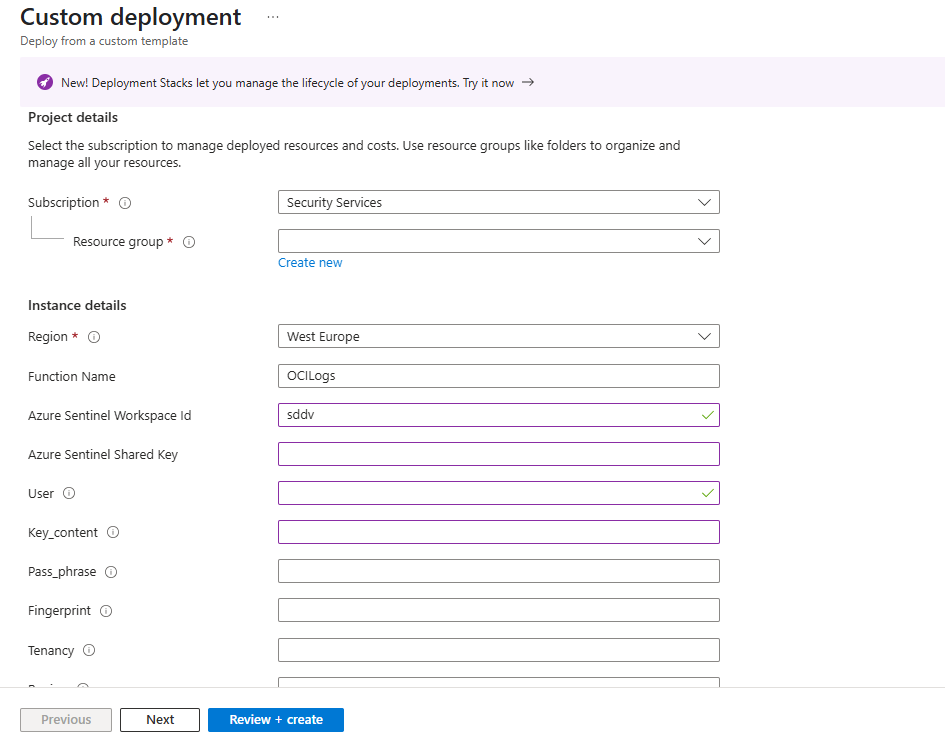 Custom deployment ...
Deploy from a custom template
New! Deployment Stacks let you manage the lifecycle of your deployments. Try it now →
Project details
Select the subscription to manage deployed resources and costs. Use resource groups like folders to organize and
manage all your resources.
Subscription * Security Services
Resource group *
Create new
Instance details
Region * West Europe
Function Name OCILogs
Azure Sentinel Workspace Id sddv
Azure Sentinel Shared Key
User
Key_content
Pass_phrase
Fingerprint
Tenancy
Previous Next Review + create